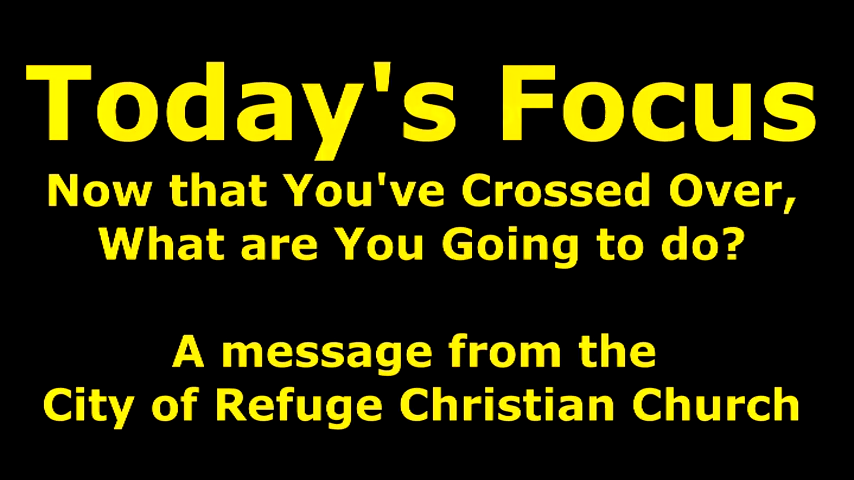 Today's Focus
Now that You've Crossed Over,
What are You Going to do?
A message from the
City of Refuge Christian Church